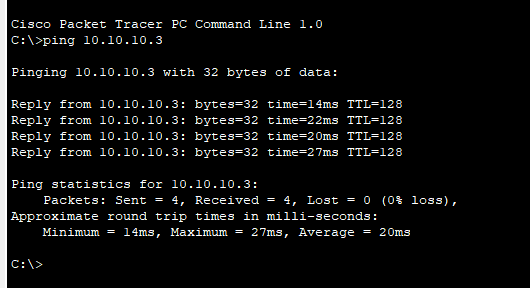 Cisco Packet Tracer PC Command Line 1.0
C:\>ping 10.10.10.3
Pinging 10.10.10.3 with 32 bytes of data:
Reply from 10.10.10.3: bytes=32 time=14ms TTL=128
Reply from 10.10.10.3: bytes=32 time=22ms TTL=128
Reply from 10.10.10.3: bytes=32 time=20ms TTL=128
Reply from 10.10.10.3: bytes=32 time=27ms TTL=128
Ping statistics for 10.10.10.3:
    Packets: Sent = 4, Received = 4, Lost = 0 (0% loss),
Approximate round trip times in milli-seconds:
    Minimum = 14ms, Maximum = 27ms, Average = 20ms
C:\>